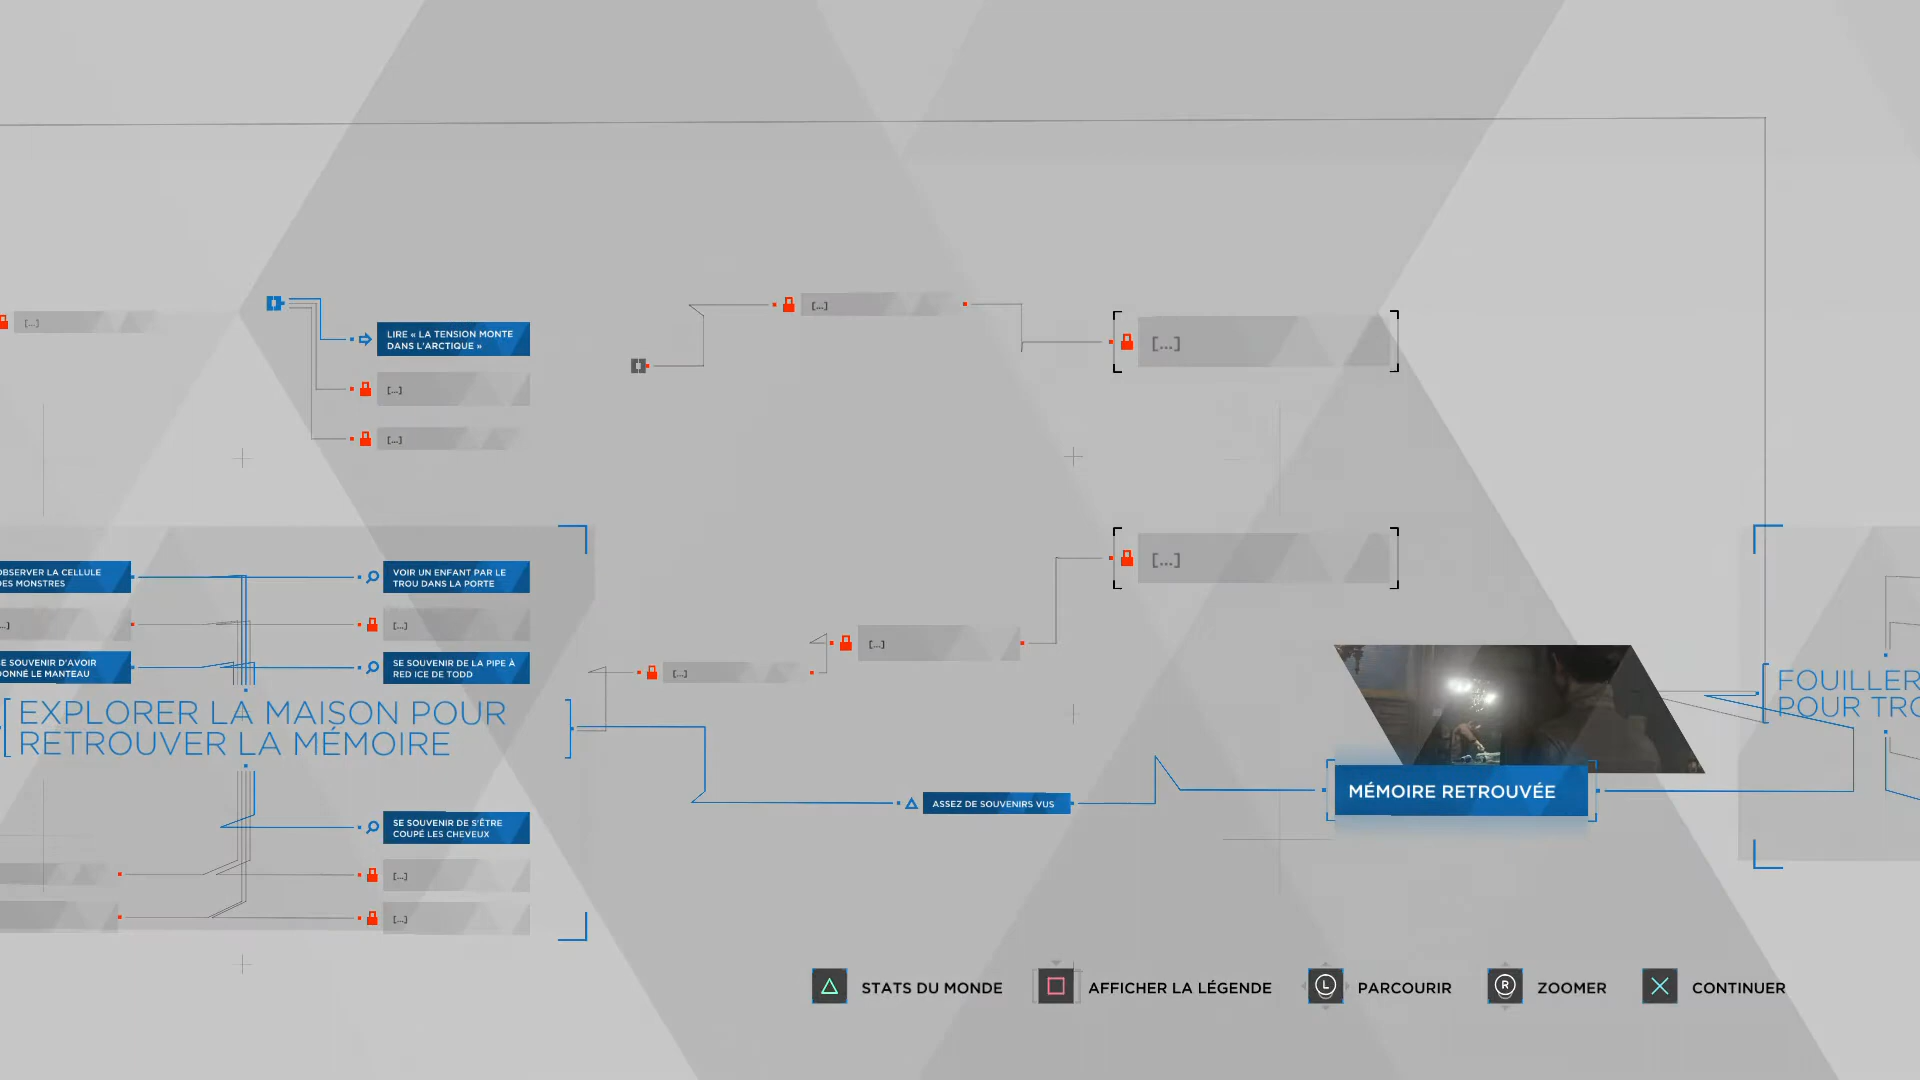 [...]
LIRE « LA TENSION MONTE
DANS L'ARCTIQUE »
[...]
[...]
[...]
[...]
[...]
OBSERVER LA CELLULE
DES MONSTRES
VOIR UN ENFANT PAR LE
TROU DANS LA PORTE
[...]
[...]
SE SOUVENIR D'AVOIR
DONNÉ LE MANTEAU
SE SOUVENIR DE LA PIPE À
RED ICE DE TODD
[...]
[...]
EXPLORER LA MAISON POUR
RETROUVER LA MÉMOIRE
ASSEZ DE SOUVENIRS VUS
MÉMOIRE RETROUVÉE
FOUILLER
POUR TRO
SE SOUVENIR DE S'ÊTRE
COUPÉ LES CHEVEUX
[...]
[...]
STATS DU MONDE
AFFICHER LA LÉGENDE
L
PARCOURIR
R
ZOOMER
CONTINUER